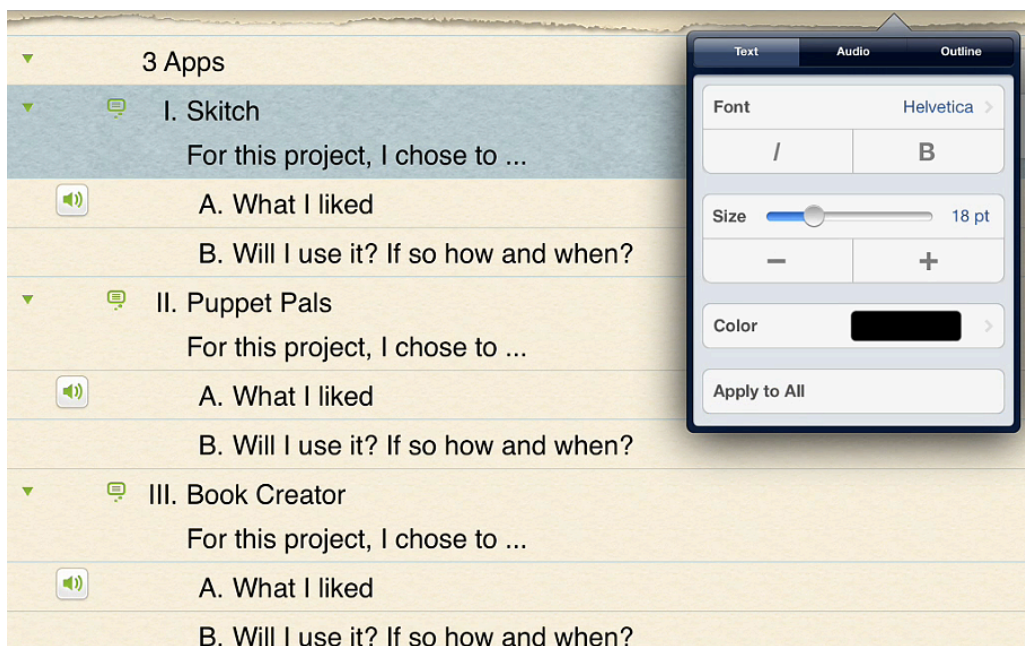 3 Apps
I. Skitch
For this project, I chose to ...
A. What I liked
B. Will I use it? If so how and when?
II. Puppet Pals
For this project, I chose to ...
A. What I liked
B. Will I use it? If so how and when?
III. Book Creator
For this project, I chose to ...
A. What I liked
B. Will I use it? If so how and when?
Text Audio Outline
Font Helvetica
I B
Size 18 pt
− +
Color
Apply to All